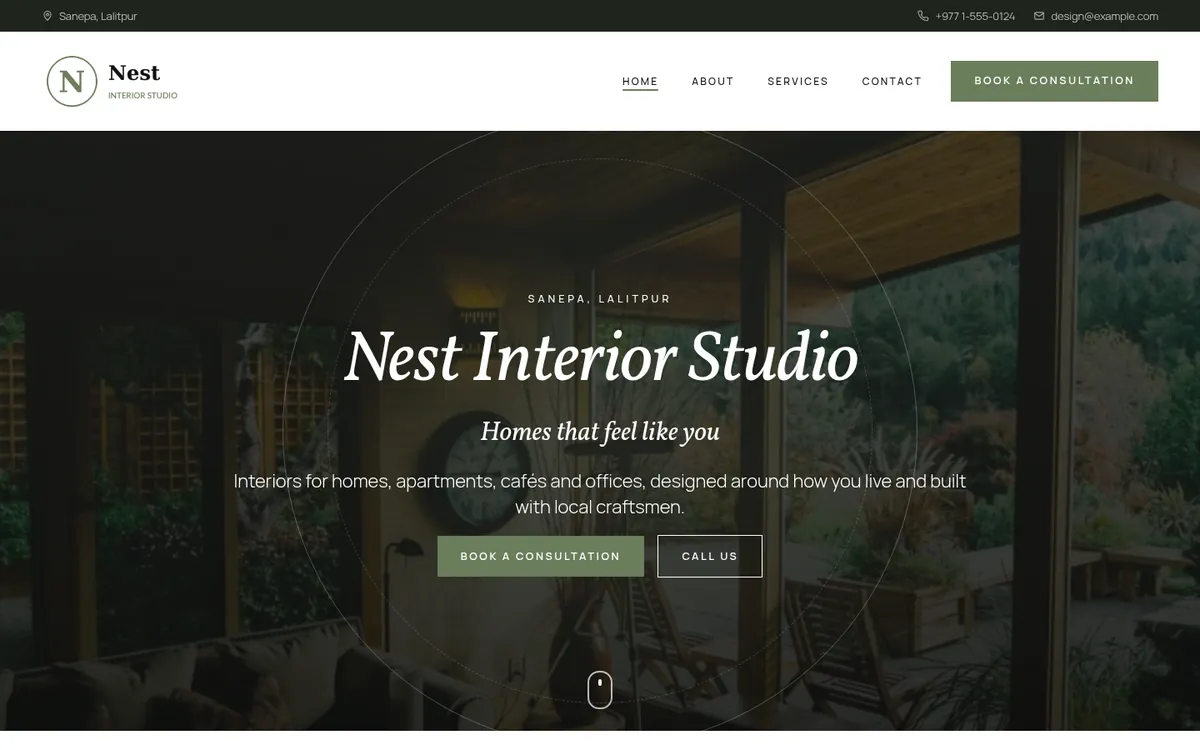 Sanepa, Lalitpur
+977 1-555-0124
design@example.com
N
Nest
INTERIOR STUDIO
HOME
ABOUT
SERVICES
CONTACT
BOOK A CONSULTATION
SANEPA, LALITPUR
Nest Interior Studio
Homes that feel like you
Interiors for homes, apartments, cafés and offices, designed around how you live and built
with local craftsmen.
BOOK A CONSULTATION
CALL US